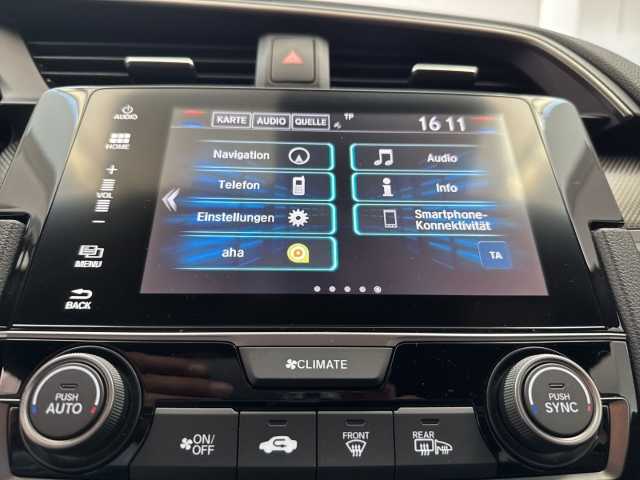 AUDIO
HOME
+
VOL
−
MENU
BACK
KARTE AUDIO QUELLE TP 16 11
Navigation
Telefon
Einstellungen
aha
Audio
Info
Smartphone-
Konnektivität
TA
CLIMATE
PUSH
AUTO
PUSH
SYNC
ON/
OFF
FRONT
REAR